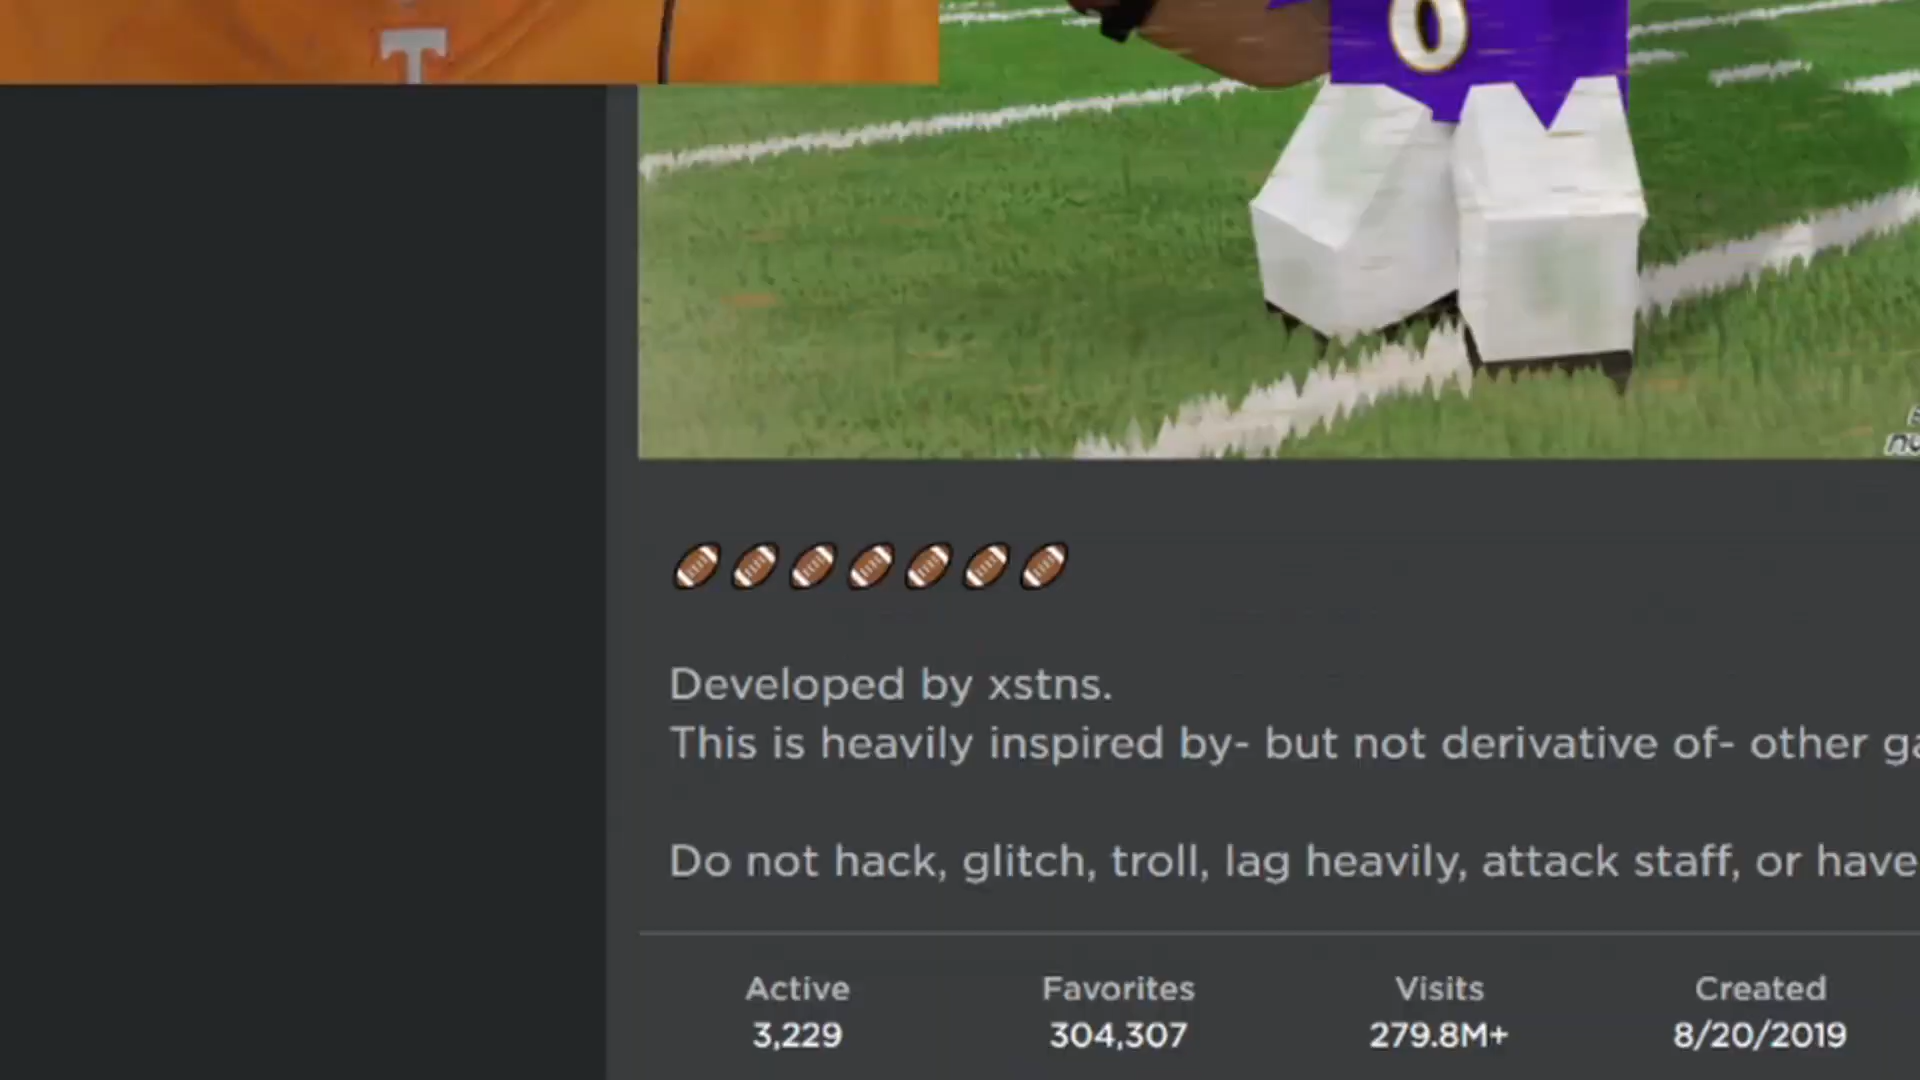 T
0
🏈🏈🏈🏈🏈🏈🏈
Developed by xstns.
This is heavily inspired by- but not derivative of- other
Do not hack, glitch, troll, lag heavily, attack staff, or have
Active Favorites Visits Created
3,229 304,307 279.8M+ 8/20/2019